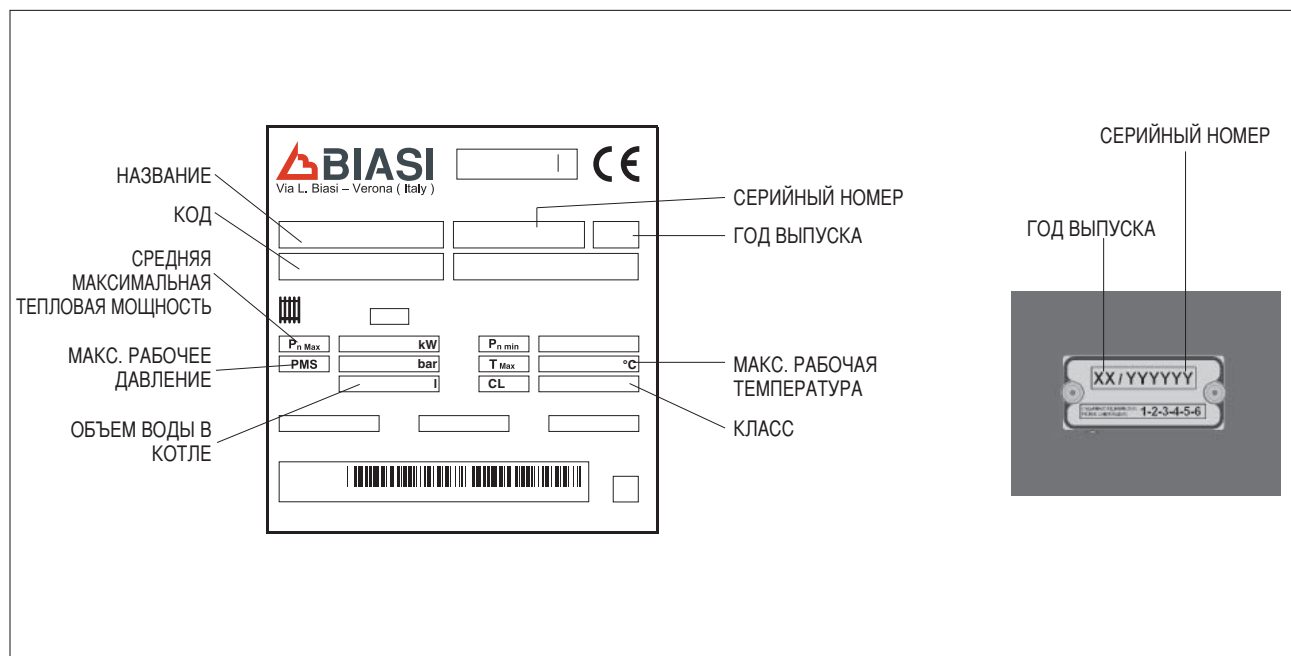 НАЗВАНИЕ
КОД
СРЕДНЯЯ
МАКСИМАЛЬНАЯ
ТЕПЛОВАЯ МОЩНОСТЬ
МАКС. РАБОЧЕЕ
ДАВЛЕНИЕ
ОБЪЕМ ВОДЫ В
КОТЛЕ
BIASI
CE
Via L. Biasi – Verona ( Italy )
Pn Max kW Pn min
PMS bar T Max °C
l CL
СЕРИЙНЫЙ НОМЕР
ГОД ВЫПУСКА
МАКС. РАБОЧАЯ
ТЕМПЕРАТУРА
КЛАСС
СЕРИЙНЫЙ НОМЕР
ГОД ВЫПУСКА
XX/YYYYYY
1-2-3-4-5-6